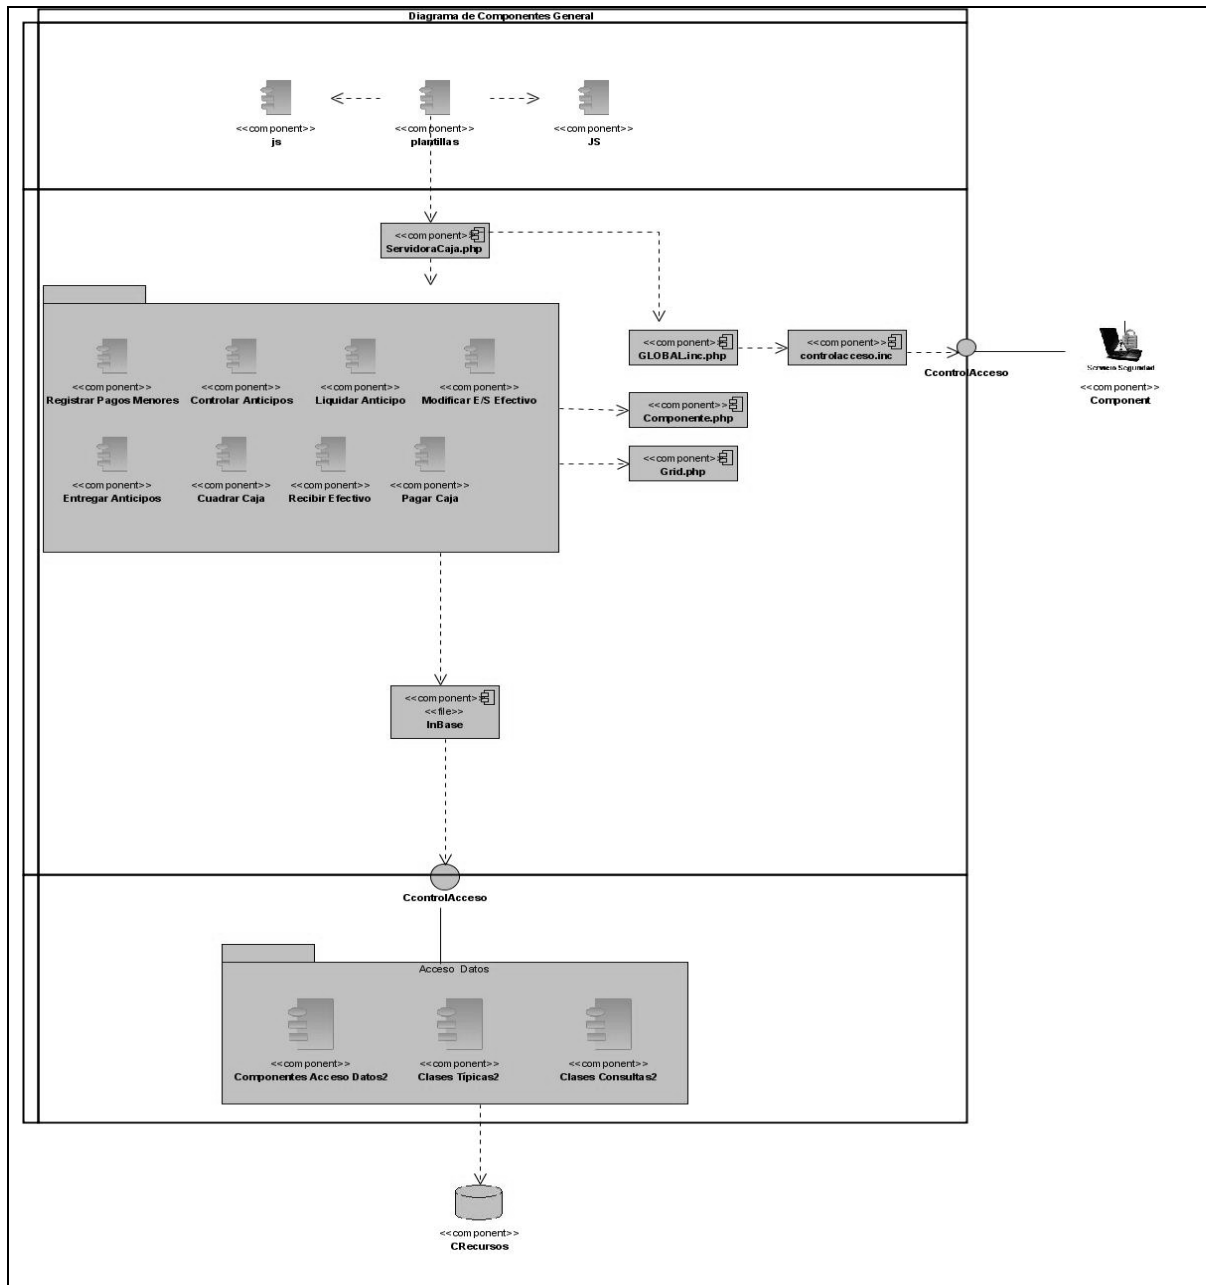 Diagrama de Componentes General
<<component>>
js
<<component>>
plantillas
<<component>>
JS
<<component>>
ServidoraCaja.php
<<component>>
GLOBAL.inc.php
<<component>>
controlacceso.inc
CcontrolAcceso
Servicio Seguridad
<<component>>
Component
<<component>>
Registrar Pagos Menores
<<component>>
Controlar Anticipos
<<component>>
Liquidar Anticipo
<<component>>
Modificar E/S Efectivo
<<component>>
Componente.php
<<component>>
Grid.php
<<component>>
Entregar Anticipos
<<component>>
Cuadrar Caja
<<component>>
Recibir Efectivo
<<component>>
Pagar Caja
<<component>>
<<file>>
InBase
CcontrolAcceso
Acceso Datos
<<component>>
Componentes Acceso Datos2
<<component>>
Clases Típicas2
<<component>>
Clases Consultas2
<<component>>
CRecursos